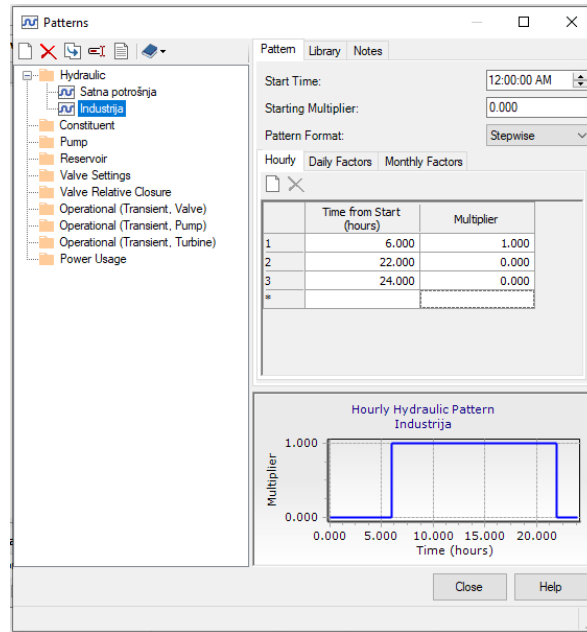 Patterns
Pattern Library Notes
Hydraulic
Satna potrošnja
Industrija
Constituent
Pump
Reservoir
Valve Settings
Valve Relative Closure
Operational (Transient, Valve)
Operational (Transient, Pump)
Operational (Transient, Turbine)
Power Usage
Start Time: 12:00:00 AM
Starting Multiplier: 0.000
Pattern Format: Stepwise
Hourly Daily Factors Monthly Factors
Time from Start (hours) Multiplier
1 6.000 1.000
2 22.000 0.000
3 24.000 0.000
*
Hourly Hydraulic Pattern
Industrija
1.000
Multiplier
0.000
0.000 5.000 10.000 15.000 20.000
Time (hours)
Close Help